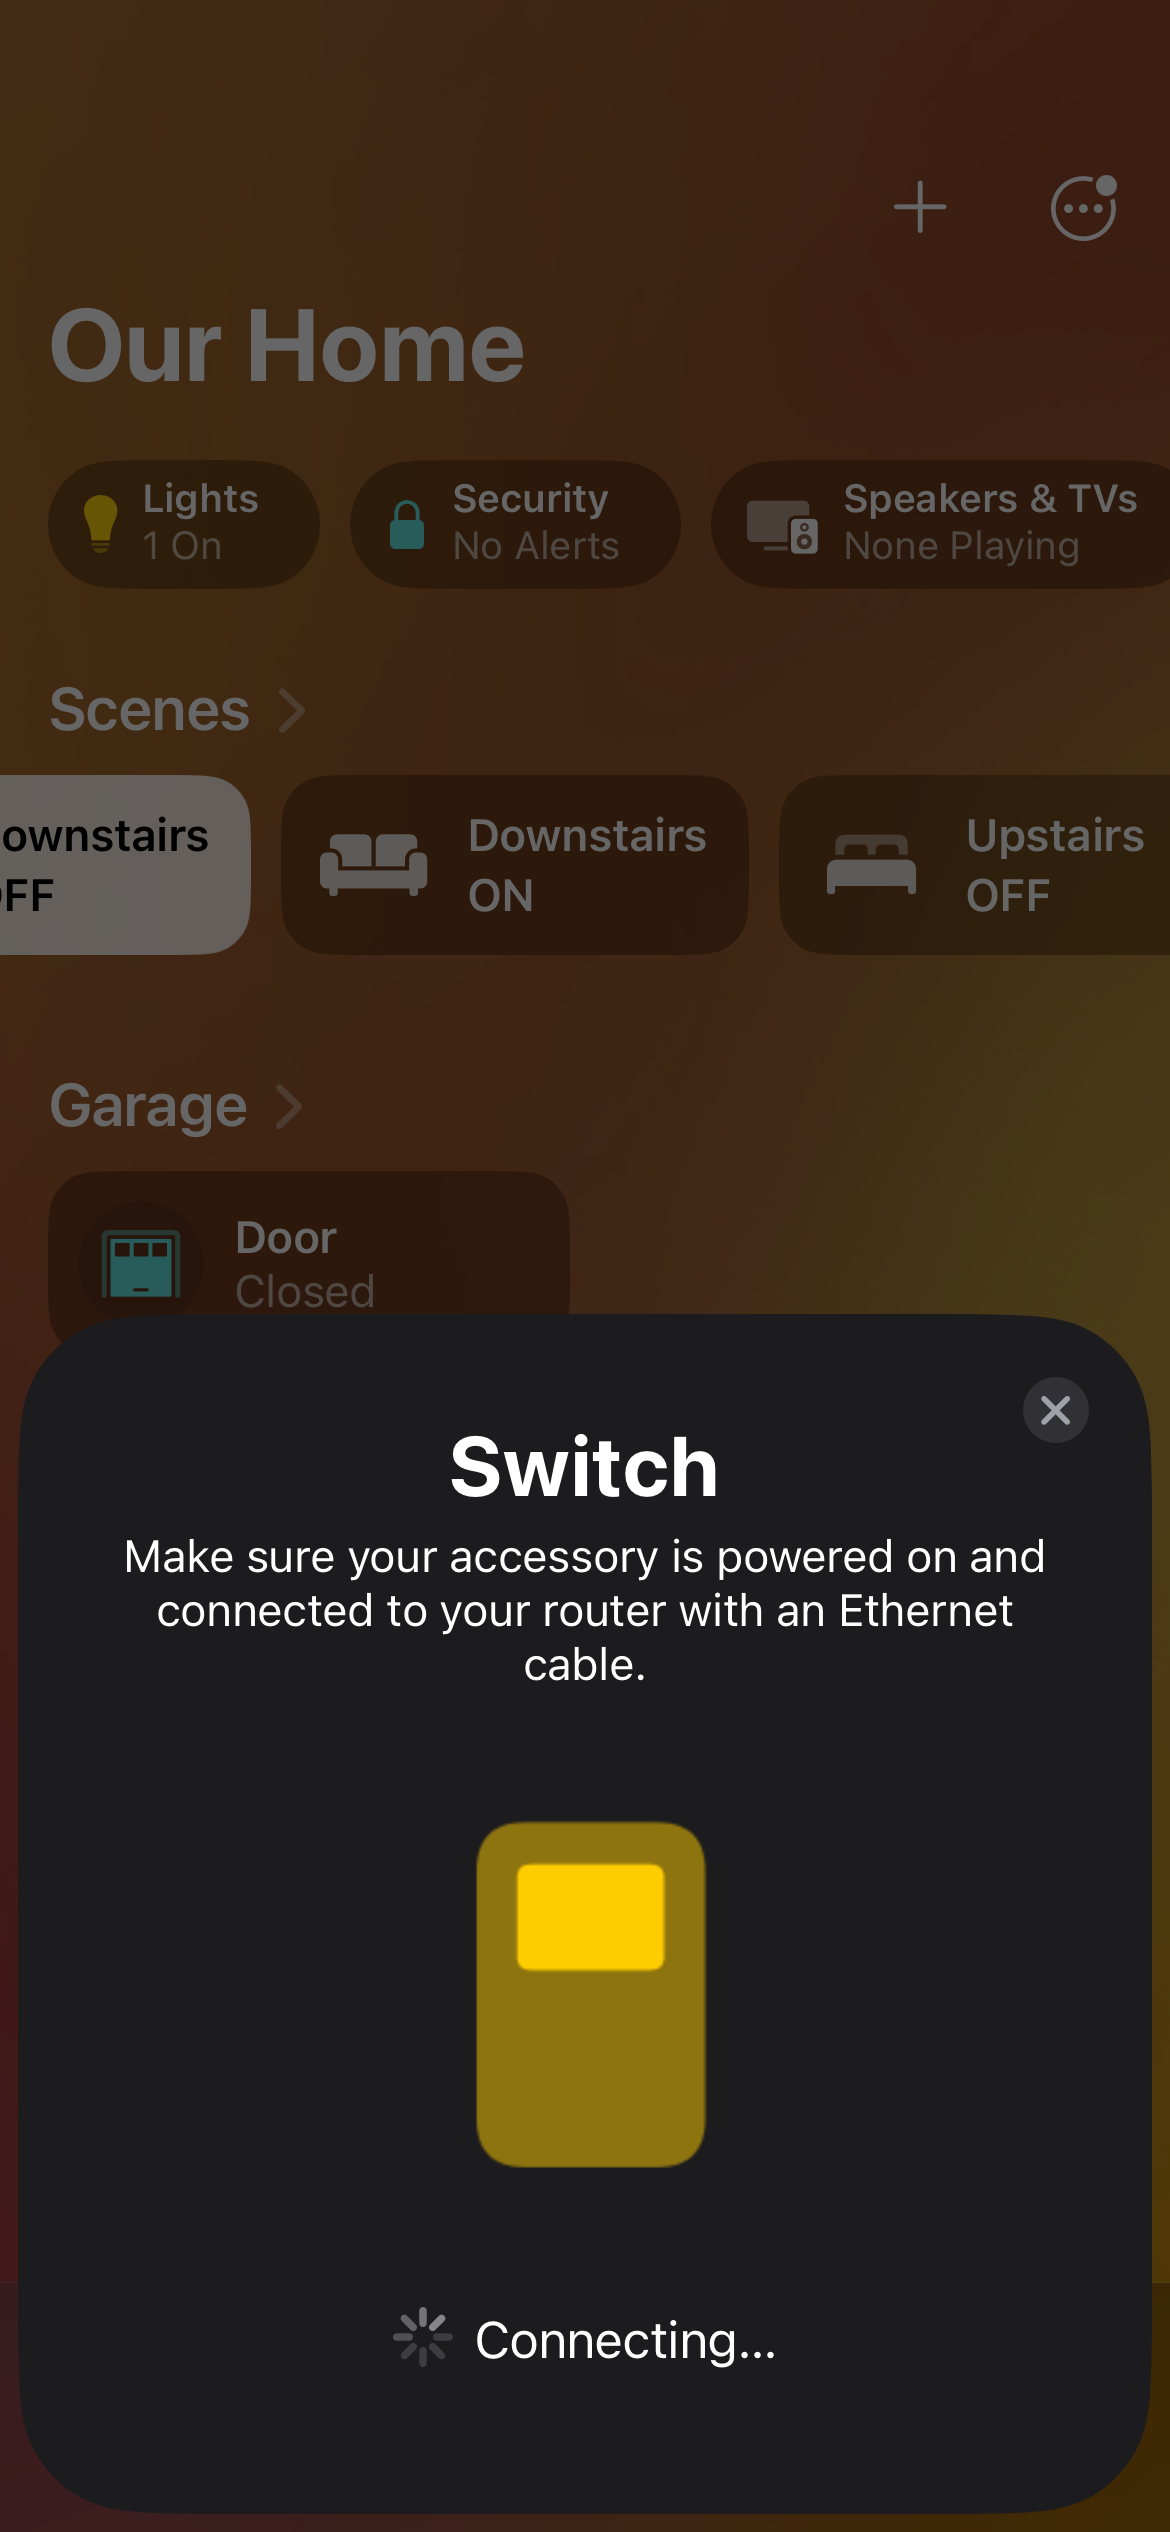 Our Home
Lights
1 On
Security
No Alerts
Speakers & TVs
None Playing
Scenes
ownstairs
FF
Downstairs
ON
Upstairs
OFF
Garage
Door
Closed
Switch
Make sure your accessory is powered on and
connected to your router with an Ethernet
cable.
Connecting...